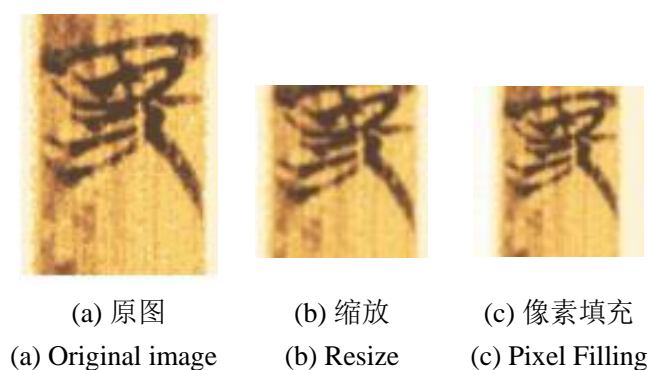 (a) 原图 (b) 缩放 (c) 像素填充
(a) Original image (b) Resize (c) Pixel Filling